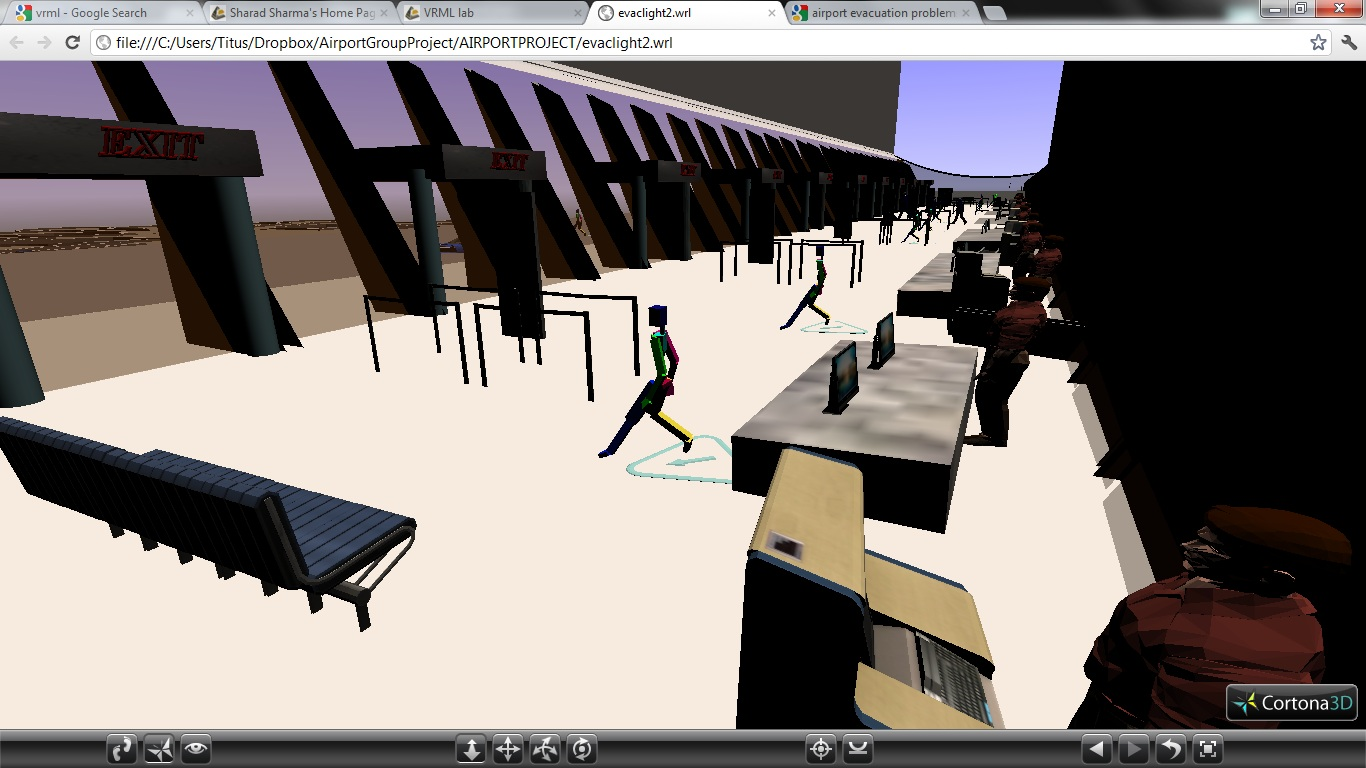 vrml - Google Search
Sharad Sharma's Home Pag
VRML lab
evaclight2.wrl
airport evacuation problem
file:///C:/Users/Titus/Dropbox/AirportGroupProject/AIRPORTPROJECT/evaclight2.wrl
EXIT
EXIT
EXIT
Cortona3D